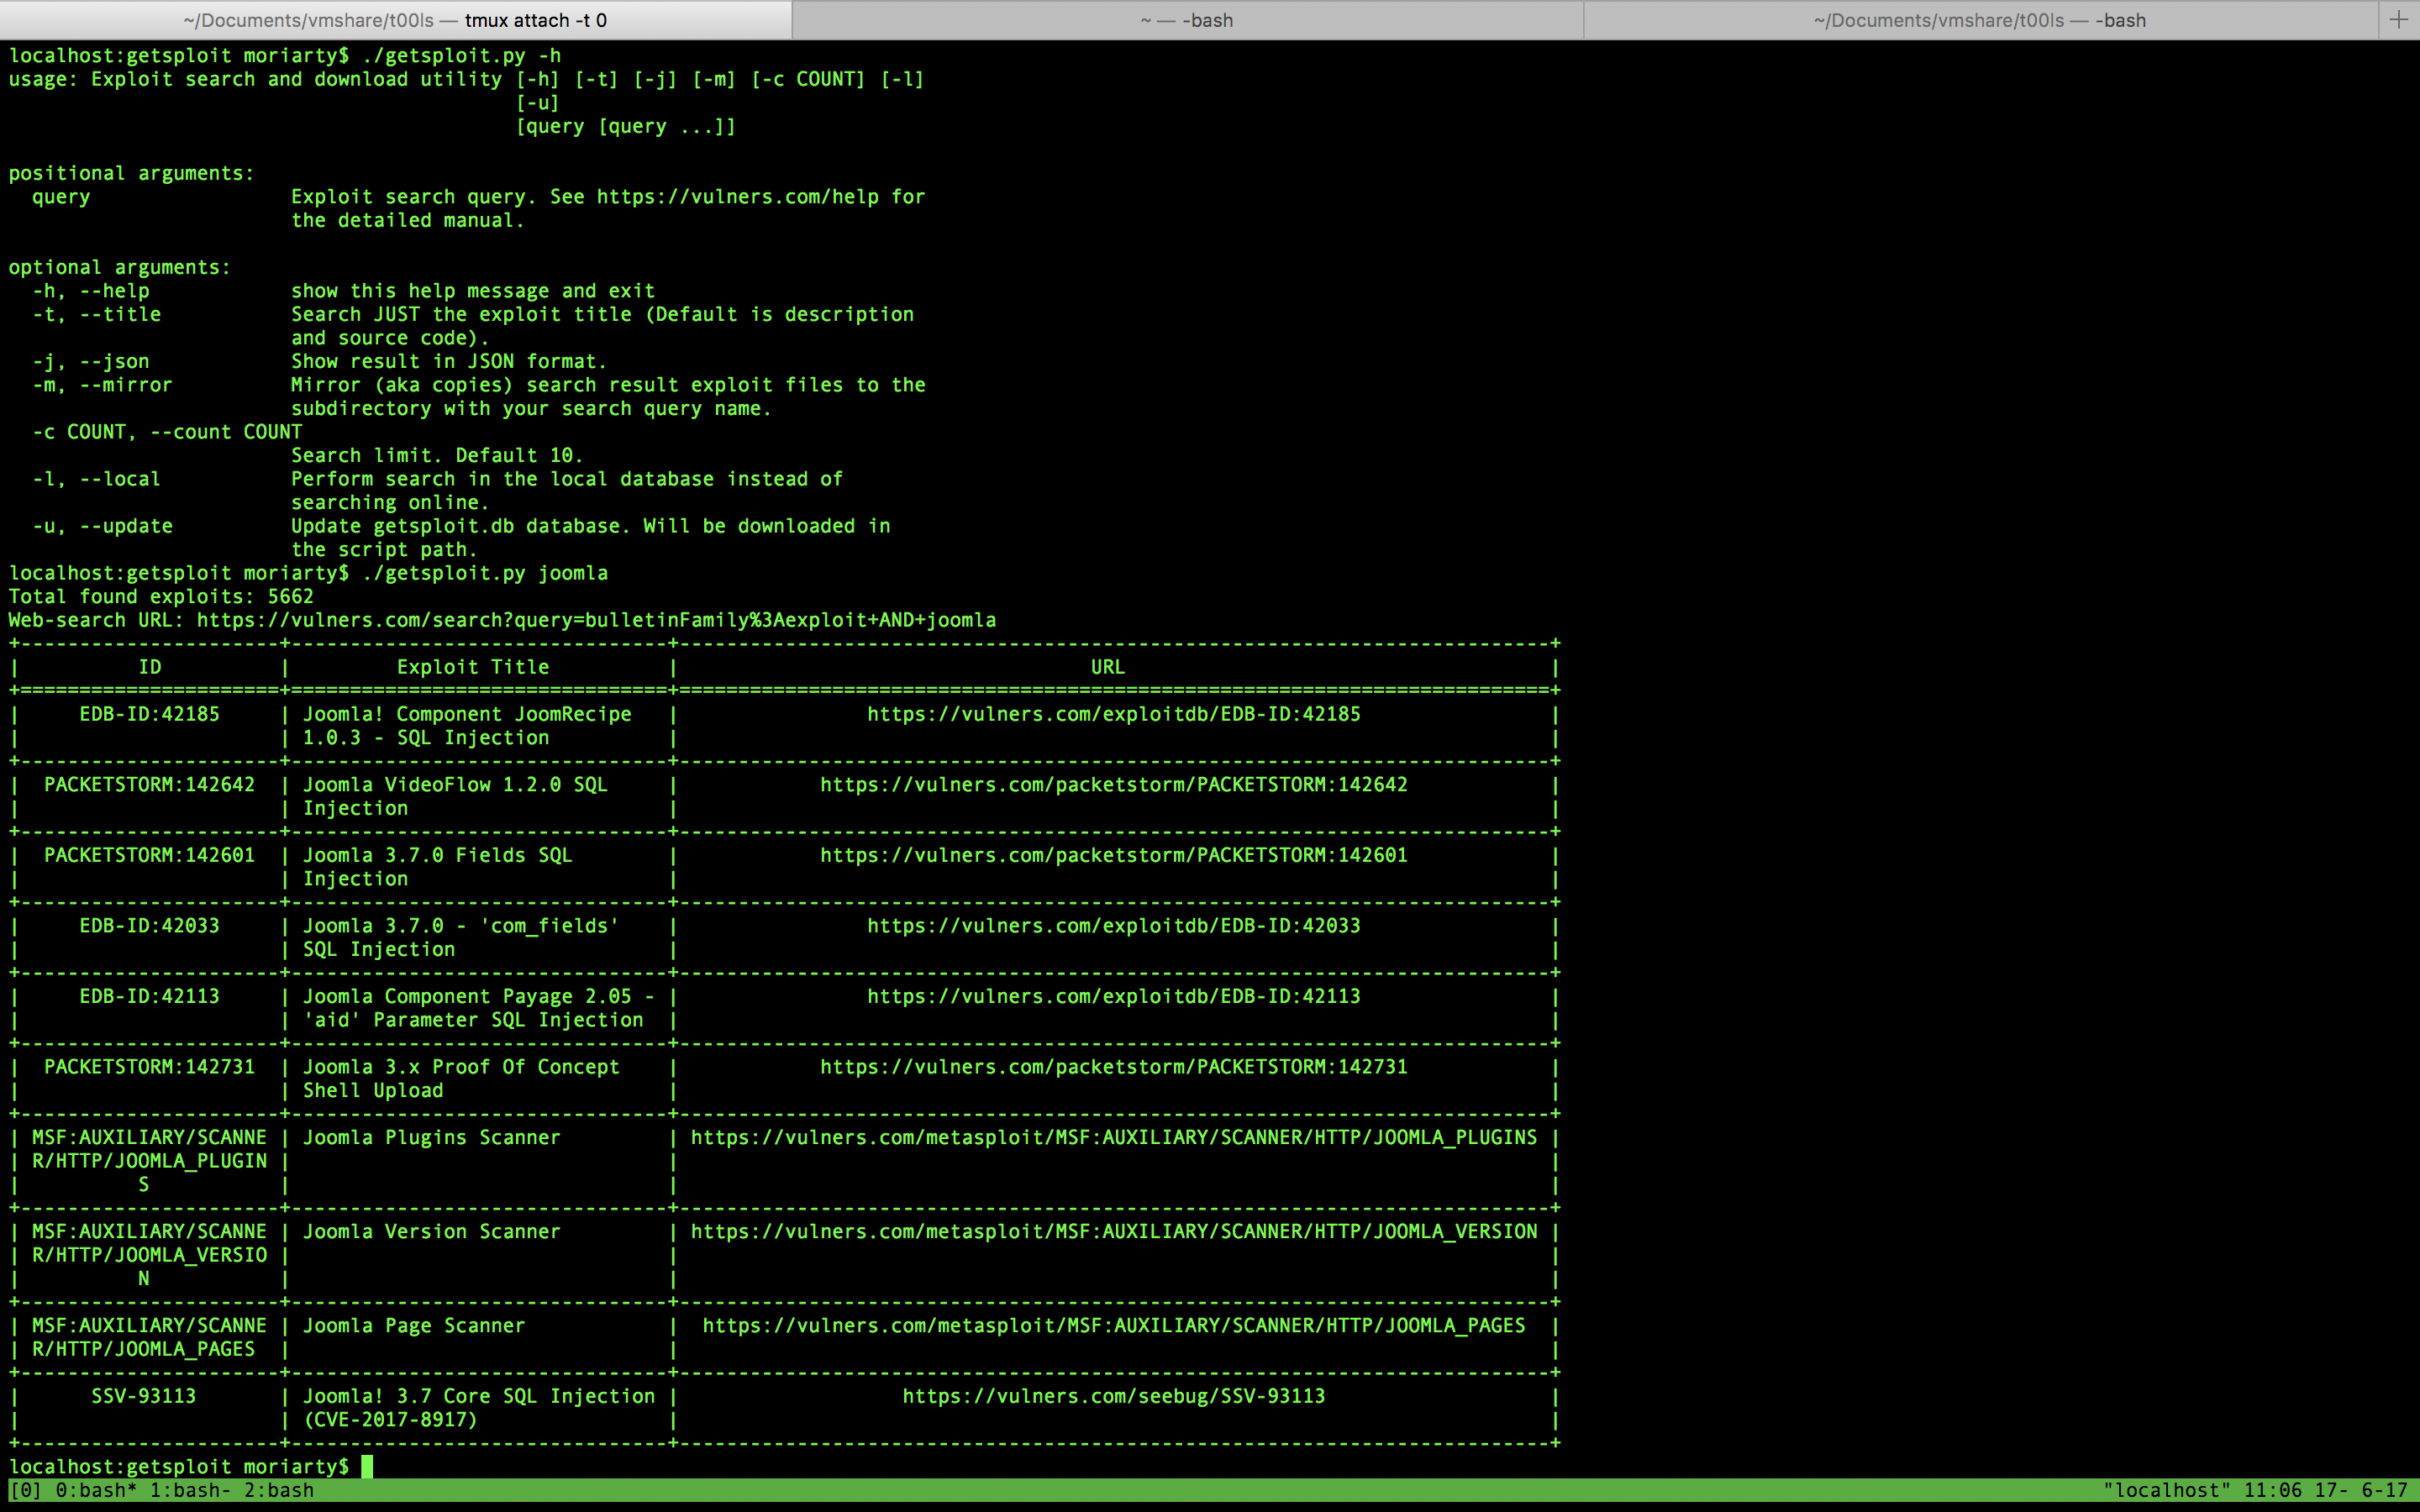 ~/Documents/vmshare/t00ls — tmux attach -t 0
~ — -bash
~/Documents/vmshare/t00ls — -bash
+
localhost:getsploit moriarty$ ./getsploit.py -h
usage: Exploit search and download utility [-h] [-t] [-j] [-m] [-c COUNT] [-l]
                                           [-u]
                                           [query [query ...]]

positional arguments:
  query                 Exploit search query. See https://vulners.com/help for
                        the detailed manual.

optional arguments:
  -h, --help            show this help message and exit
  -t, --title           Search JUST the exploit title (Default is description
                        and source code).
  -j, --json            Show result in JSON format.
  -m, --mirror          Mirror (aka copies) search result exploit files to the
                        subdirectory with your search query name.
  -c COUNT, --count COUNT
                        Search limit. Default 10.
  -l, --local           Perform search in the local database instead of
                        searching online.
  -u, --update          Update getsploit.db database. Will be downloaded in
                        the script path.
localhost:getsploit moriarty$ ./getsploit.py joomla
Total found exploits: 5662
Web-search URL: https://vulners.com/search?query=bulletinFamily%3Aexploit+AND+joomla
+----------------------+--------------------------------+--------------------------------------------------------------------------+
|          ID          |         Exploit Title          |                                   URL                                    |
+======================+================================+==========================================================================+
|     EDB-ID:42185     | Joomla! Component JoomRecipe   |                https://vulners.com/exploitdb/EDB-ID:42185                |
|                      | 1.0.3 - SQL Injection          |                                                                          |
+----------------------+--------------------------------+--------------------------------------------------------------------------+
|  PACKETSTORM:142642  | Joomla VideoFlow 1.2.0 SQL     |            https://vulners.com/packetstorm/PACKETSTORM:142642            |
|                      | Injection                      |                                                                          |
+----------------------+--------------------------------+--------------------------------------------------------------------------+
|  PACKETSTORM:142601  | Joomla 3.7.0 Fields SQL        |            https://vulners.com/packetstorm/PACKETSTORM:142601            |
|                      | Injection                      |                                                                          |
+----------------------+--------------------------------+--------------------------------------------------------------------------+
|     EDB-ID:42033     | Joomla 3.7.0 - 'com_fields'    |                https://vulners.com/exploitdb/EDB-ID:42033                |
|                      | SQL Injection                  |                                                                          |
+----------------------+--------------------------------+--------------------------------------------------------------------------+
|     EDB-ID:42113     | Joomla Component Payage 2.05 - |                https://vulners.com/exploitdb/EDB-ID:42113                |
|                      | 'aid' Parameter SQL Injection  |                                                                          |
+----------------------+--------------------------------+--------------------------------------------------------------------------+
|  PACKETSTORM:142731  | Joomla 3.x Proof Of Concept    |            https://vulners.com/packetstorm/PACKETSTORM:142731            |
|                      | Shell Upload                   |                                                                          |
+----------------------+--------------------------------+--------------------------------------------------------------------------+
| MSF:AUXILIARY/SCANNE | Joomla Plugins Scanner         | https://vulners.com/metasploit/MSF:AUXILIARY/SCANNER/HTTP/JOOMLA_PLUGINS |
| R/HTTP/JOOMLA_PLUGIN |                                |                                                                          |
|          S           |                                |                                                                          |
+----------------------+--------------------------------+--------------------------------------------------------------------------+
| MSF:AUXILIARY/SCANNE | Joomla Version Scanner         | https://vulners.com/metasploit/MSF:AUXILIARY/SCANNER/HTTP/JOOMLA_VERSION |
| R/HTTP/JOOMLA_VERSIO |                                |                                                                          |
|          N           |                                |                                                                          |
+----------------------+--------------------------------+--------------------------------------------------------------------------+
| MSF:AUXILIARY/SCANNE | Joomla Page Scanner            |  https://vulners.com/metasploit/MSF:AUXILIARY/SCANNER/HTTP/JOOMLA_PAGES  |
| R/HTTP/JOOMLA_PAGES  |                                |                                                                          |
+----------------------+--------------------------------+--------------------------------------------------------------------------+
|      SSV-93113       | Joomla! 3.7 Core SQL Injection |                   https://vulners.com/seebug/SSV-93113                   |
|                      | (CVE-2017-8917)                |                                                                          |
+----------------------+--------------------------------+--------------------------------------------------------------------------+
localhost:getsploit moriarty$
[0] 0:bash* 1:bash- 2:bash
"localhost" 11:06 17- 6-17